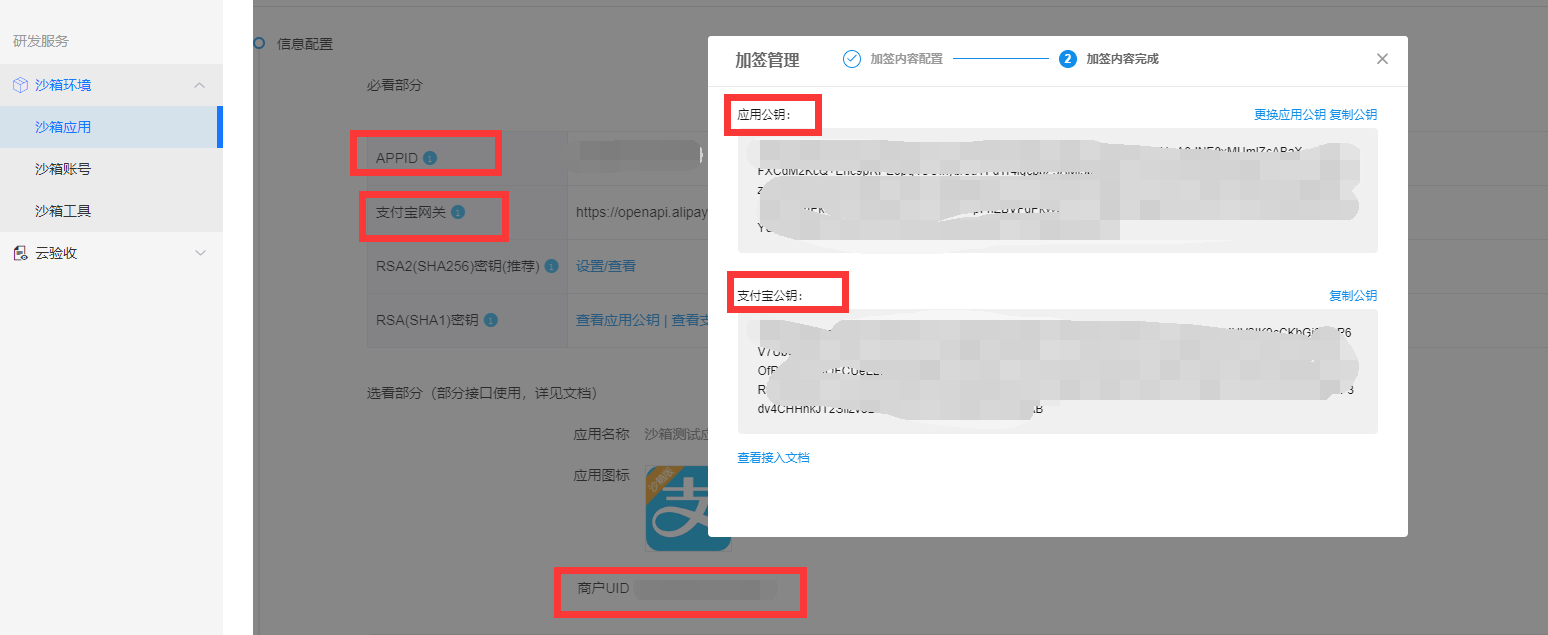 研发服务
沙箱环境
沙箱应用
沙箱账号
沙箱工具
云验收
信息配置
必看部分
APPID
支付宝网关
https://openapi.alipay
RSA2(SHA256)密钥(推荐)
设置/查看
RSA(SHA1)密钥
查看应用公钥 | 查看支
选看部分（部分接口使用，详见文档）
应用名称 沙箱测试应
应用图标
沙箱版
支
商户UID
加签管理
加签内容配置
2 加签内容完成
应用公钥：
更换应用公钥 复制公钥
支付宝公钥：
复制公钥
查看接入文档